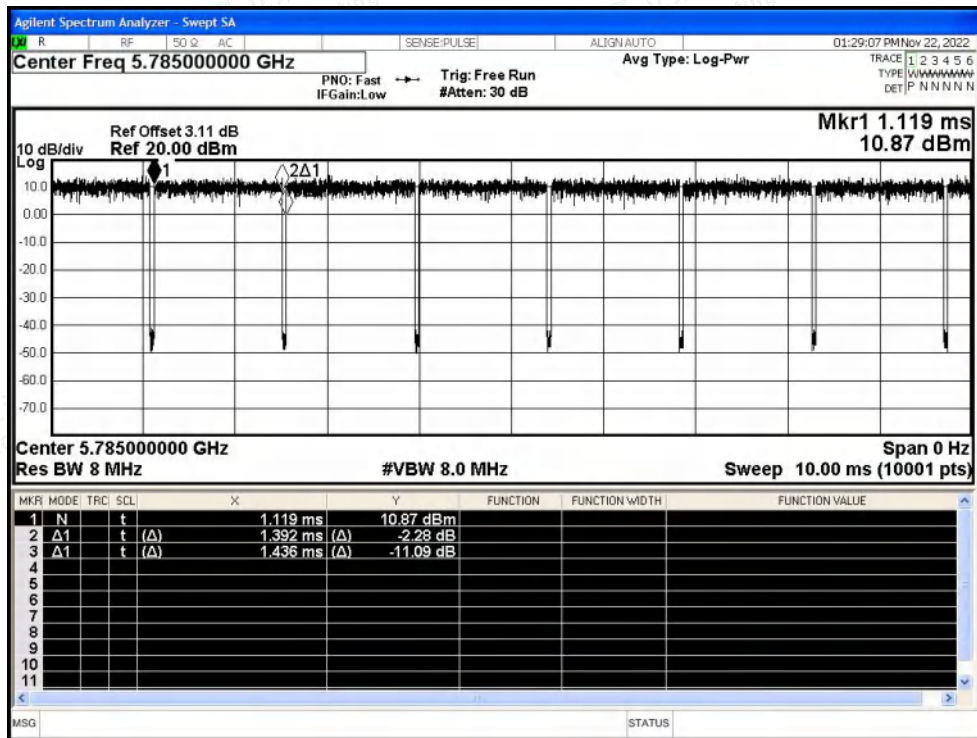 Agilent Spectrum Analyzer - Swept SA
LXI R RF 50 Ω AC SENSE:PULSE ALIGNAUTO 01:29:07 PM Nov 22, 2022
Center Freq 5.785000000 GHz
PNO: Fast
IFGain:Low
Trig: Free Run
#Atten: 30 dB
Avg Type: Log-Pwr
TRACE 1 2 3 4 5 6
TYPE WWWWWW
DET P N N N N N
Mkr1 1.119 ms
10.87 dBm
Ref Offset 3.11 dB
10 dB/div Ref 20.00 dBm
Log
1
2Δ1
10.0
0.00
-10.0
-20.0
-30.0
-40.0
-50.0
-60.0
-70.0
Center 5.785000000 GHz Span 0 Hz
Res BW 8 MHz #VBW 8.0 MHz Sweep 10.00 ms (10001 pts)
MKR MODE TRC SCL X Y FUNCTION FUNCTION WIDTH FUNCTION VALUE
1 N t 1.119 ms 10.87 dBm
2 Δ1 t (Δ) 1.392 ms (Δ) -2.28 dB
3 Δ1 t (Δ) 1.436 ms (Δ) -11.09 dB
4
5
6
7
8
9
10
11
MSG STATUS